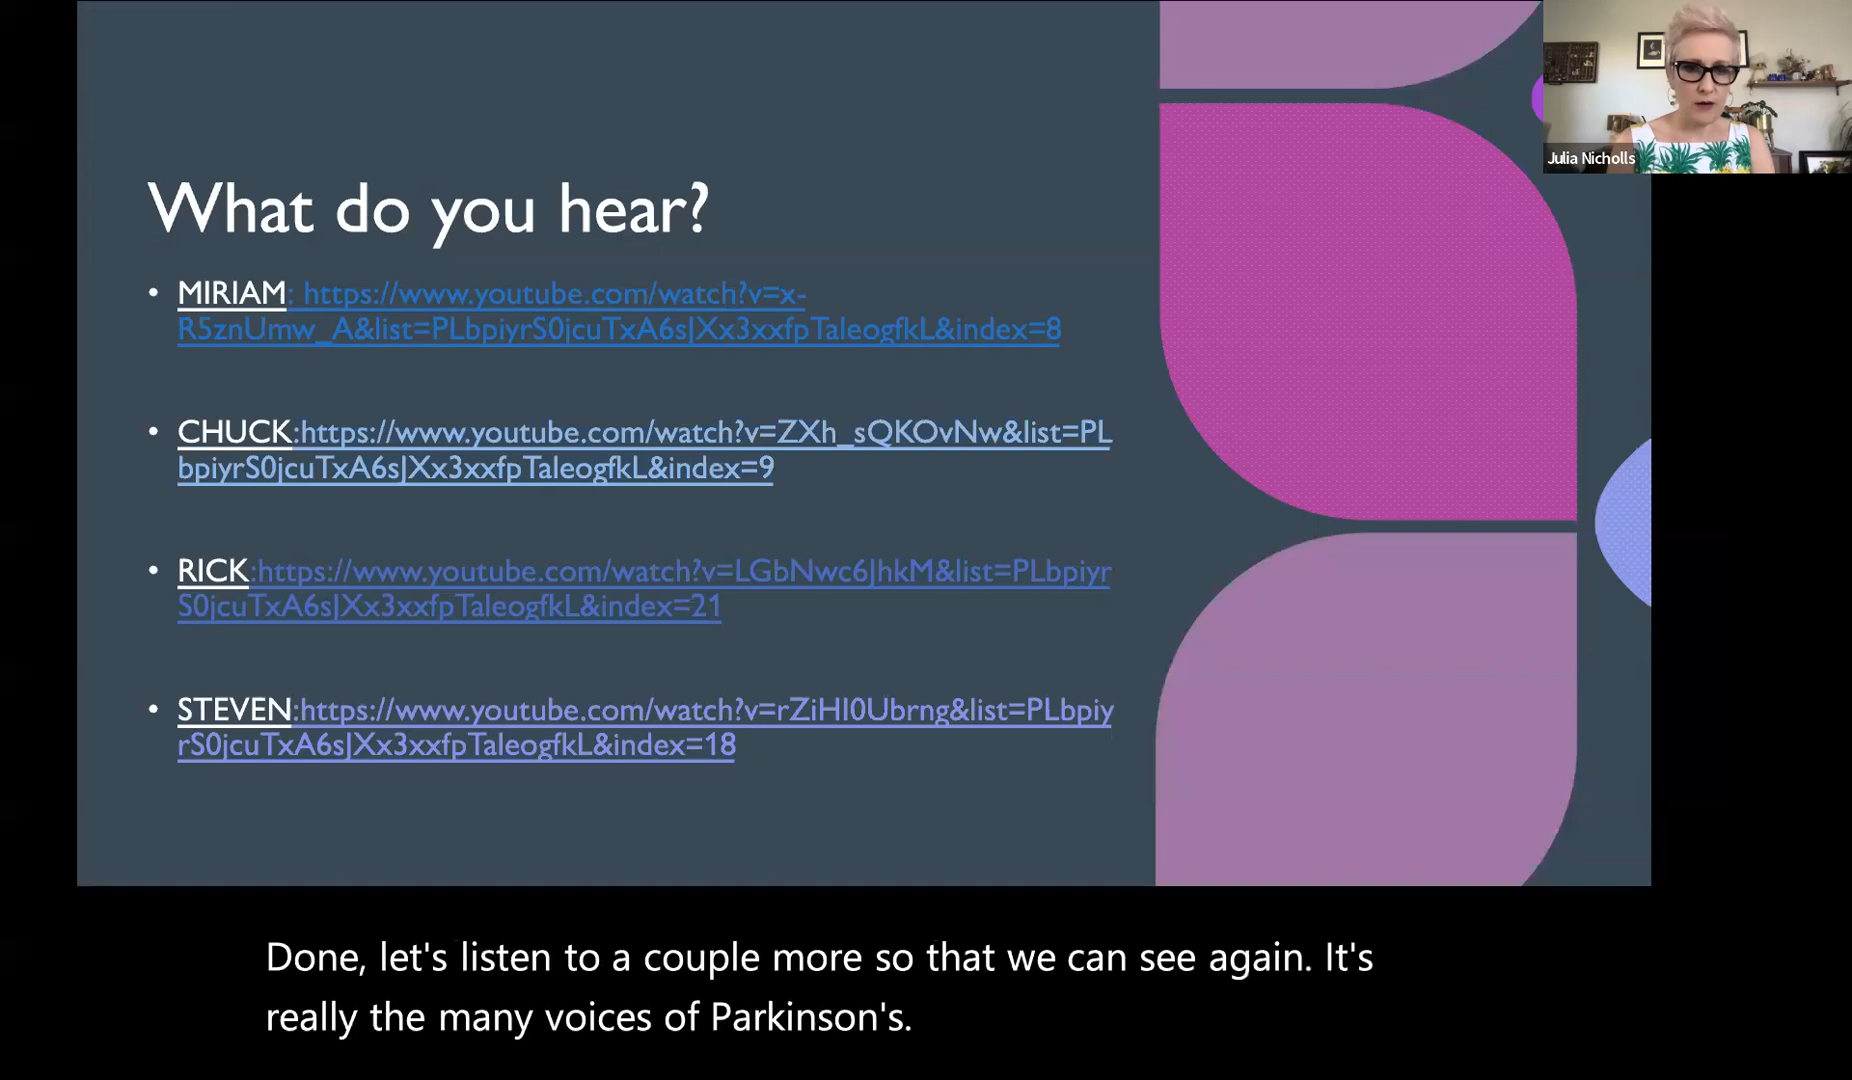 Julia Nicholls
What do you hear?
• MIRIAM: https://www.youtube.com/watch?v=x-
R5znUmw_A&list=PLbpiyrS0jcuTxA6sJXx3xxfpTaleogfkL&index=8
• CHUCK:https://www.youtube.com/watch?v=ZXh_sQKOvNw&list=PL
bpiyrS0jcuTxA6sJXx3xxfpTaleogfkL&index=9
• RICK:https://www.youtube.com/watch?v=LGbNwc6JhkM&list=PLbpiyr
S0jcuTxA6sJXx3xxfpTaleogfkL&index=21
• STEVEN:https://www.youtube.com/watch?v=rZiHI0Ubrng&list=PLbpiy
rS0jcuTxA6sJXx3xxfpTaleogfkL&index=18
Done, let's listen to a couple more so that we can see again. It's
really the many voices of Parkinson's.